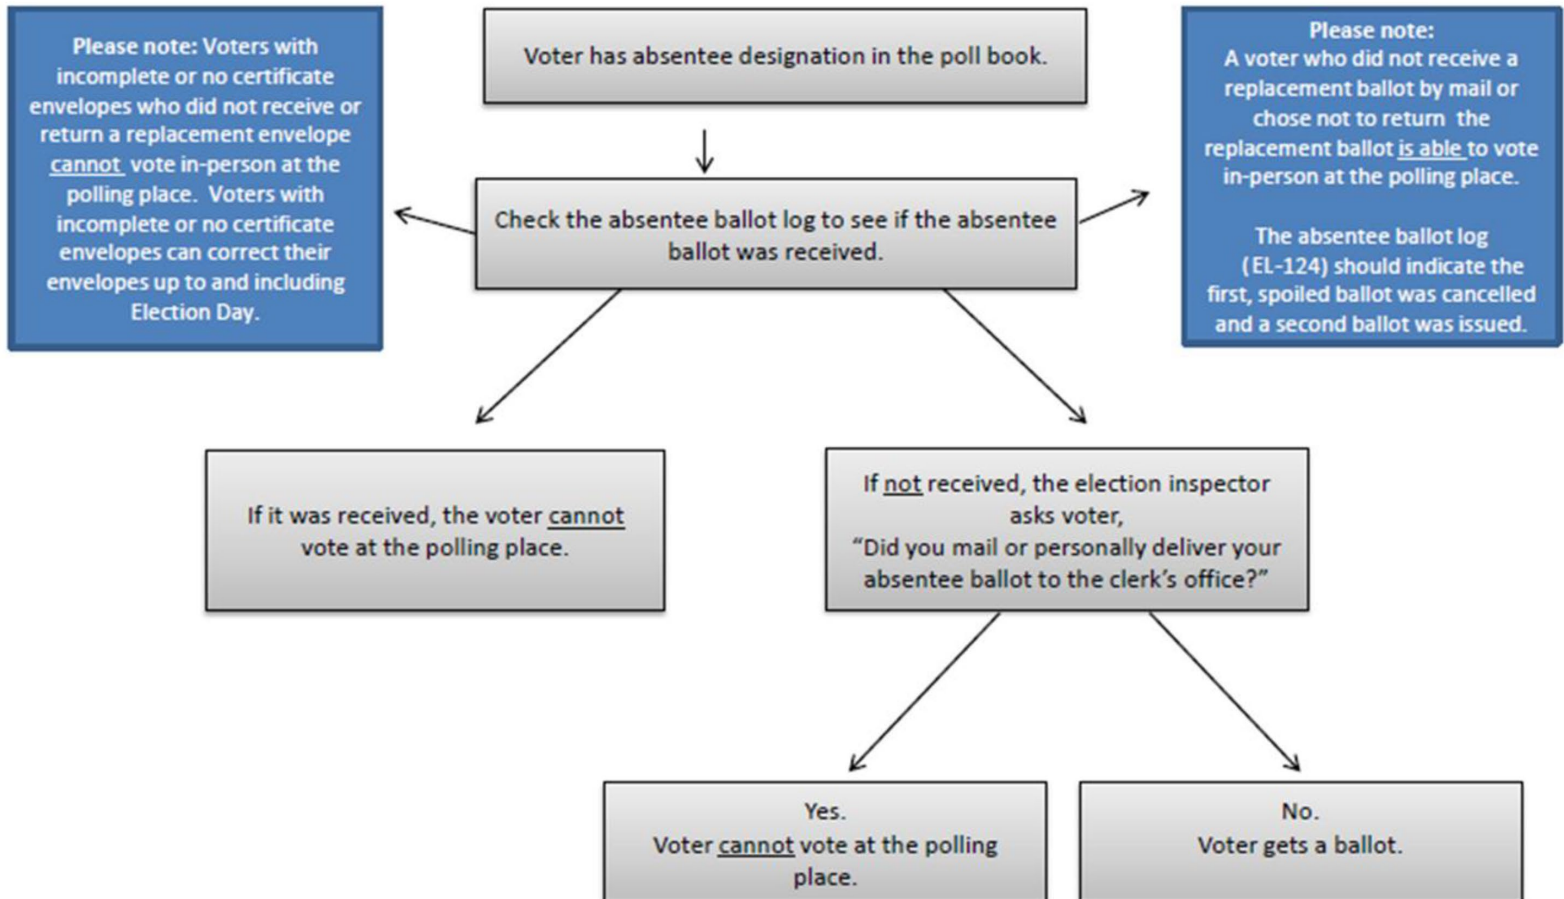 Please note: Voters with
incomplete or no certificate
envelopes who did not receive or
return a replacement envelope
cannot vote in-person at the
polling place. Voters with
incomplete or no certificate
envelopes can correct their
envelopes up to and including
Election Day.
Voter has absentee designation in the poll book.
Please note:
A voter who did not receive a
replacement ballot by mail or
chose not to return the
replacement ballot is able to vote
in-person at the polling place.
The absentee ballot log
(EL-124) should indicate the
first, spoiled ballot was cancelled
and a second ballot was issued.
Check the absentee ballot log to see if the absentee
ballot was received.
If it was received, the voter cannot
vote at the polling place.
If not received, the election inspector
asks voter,
“Did you mail or personally deliver your
absentee ballot to the clerk’s office?”
Yes.
Voter cannot vote at the polling
place.
No.
Voter gets a ballot.